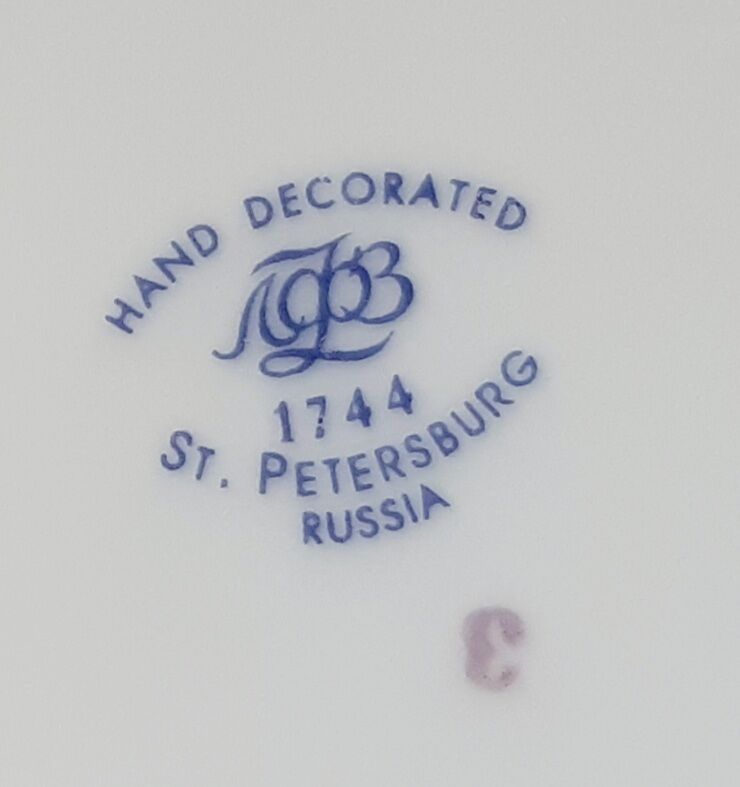 HAND DECORATED
ЛФЗ
1744
ST. PETERSBURG
RUSSIA